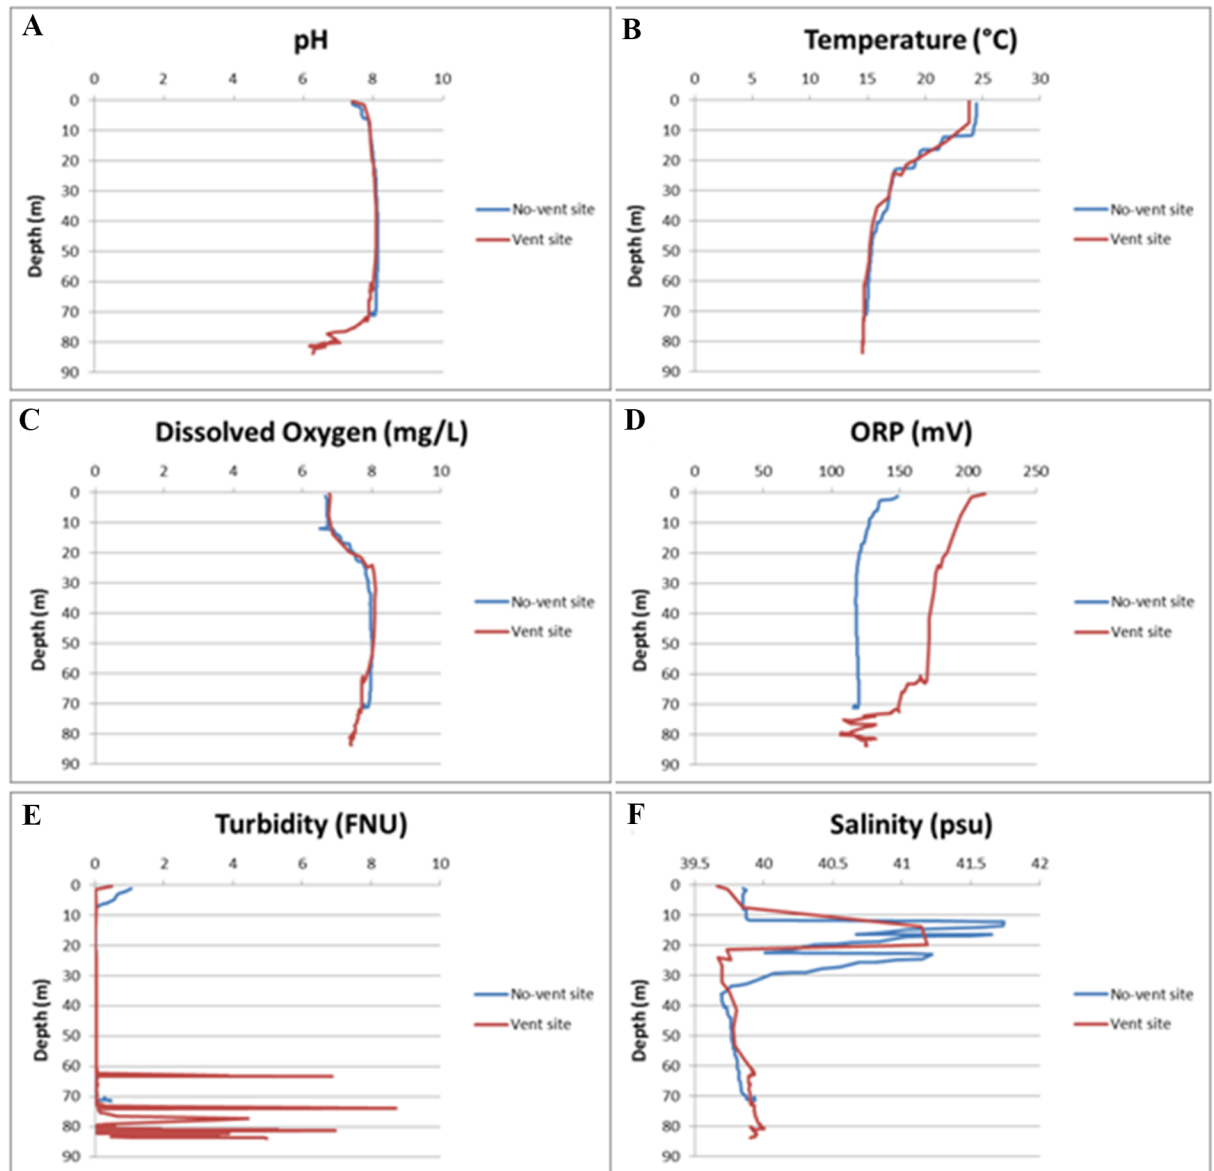 A
pH
0 2 4 6 8 10
0
10
20
30
40
50
60
70
80
90
Depth (m)
No-vent site
Vent site
B
Temperature (°C)
0 5 10 15 20 25 30
0
10
20
30
40
50
60
70
80
90
Depth (m)
No-vent site
Vent site
C
Dissolved Oxygen (mg/L)
0 2 4 6 8 10
0
10
20
30
40
50
60
70
80
90
Depth (m)
No-vent site
Vent site
D
ORP (mV)
0 50 100 150 200 250
0
10
20
30
40
50
60
70
80
90
Depth (m)
No-vent site
Vent site
E
Turbidity (FNU)
0 2 4 6 8 10
0
10
20
30
40
50
60
70
80
90
Depth (m)
No-vent site
Vent site
F
Salinity (psu)
39.5 40 40.5 41 41.5 42
0
10
20
30
40
50
60
70
80
90
Depth (m)
No-vent site
Vent site